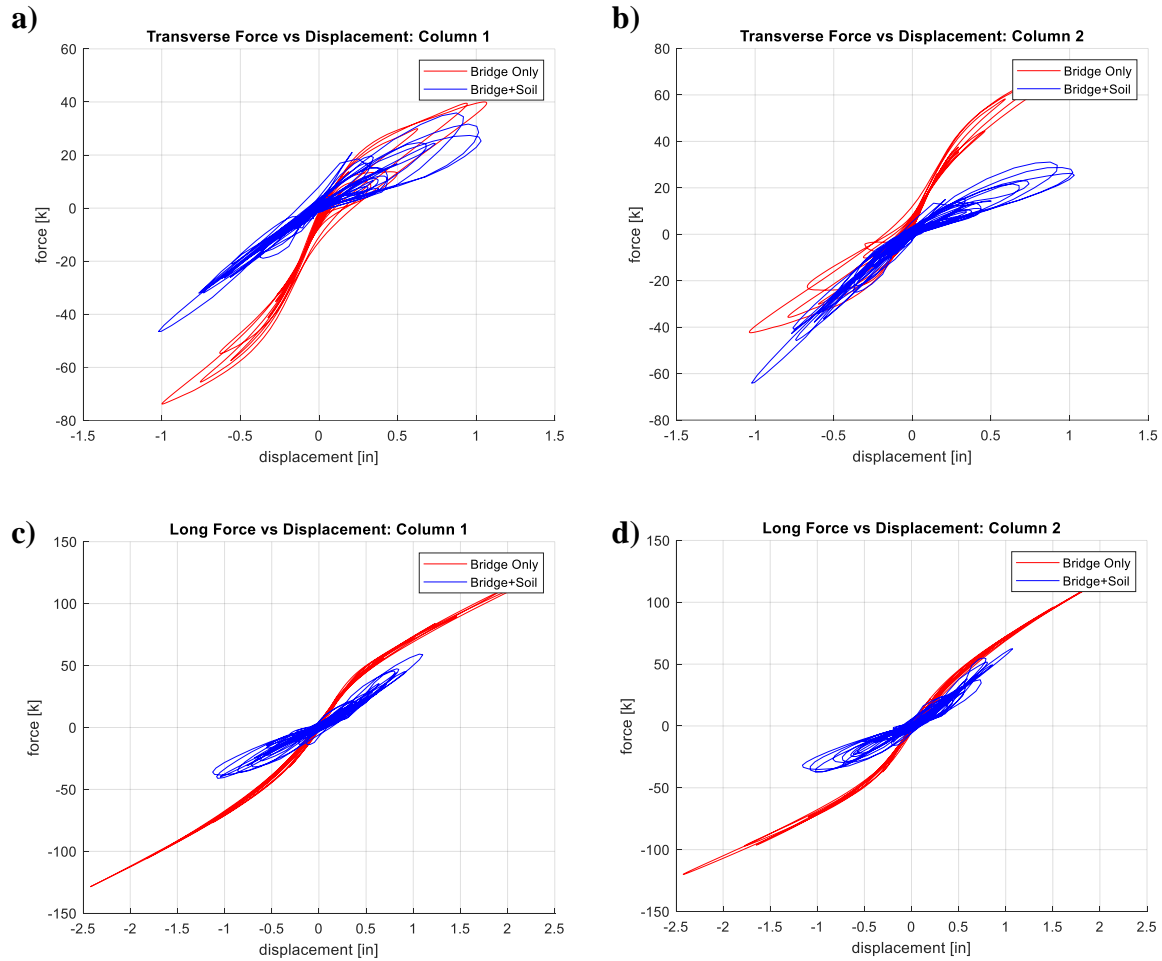 a)
Transverse Force vs Displacement: Column 1
60
40
20
0
-20
-40
-60
-80
force [k]
Bridge Only
Bridge+Soil
-1.5 -1 -0.5 0 0.5 1 1.5
displacement [in]
b)
Transverse Force vs Displacement: Column 2
80
60
40
20
0
-20
-40
-60
-80
force [k]
Bridge Only
Bridge+Soil
-1.5 -1 -0.5 0 0.5 1 1.5
displacement [in]
c)
Long Force vs Displacement: Column 1
150
100
50
0
-50
-100
-150
force [k]
Bridge Only
Bridge+Soil
-2.5 -2 -1.5 -1 -0.5 0 0.5 1 1.5 2 2.5
displacement [in]
d)
Long Force vs Displacement: Column 2
150
100
50
0
-50
-100
-150
force [k]
Bridge Only
Bridge+Soil
-2.5 -2 -1.5 -1 -0.5 0 0.5 1 1.5 2 2.5
displacement [in]